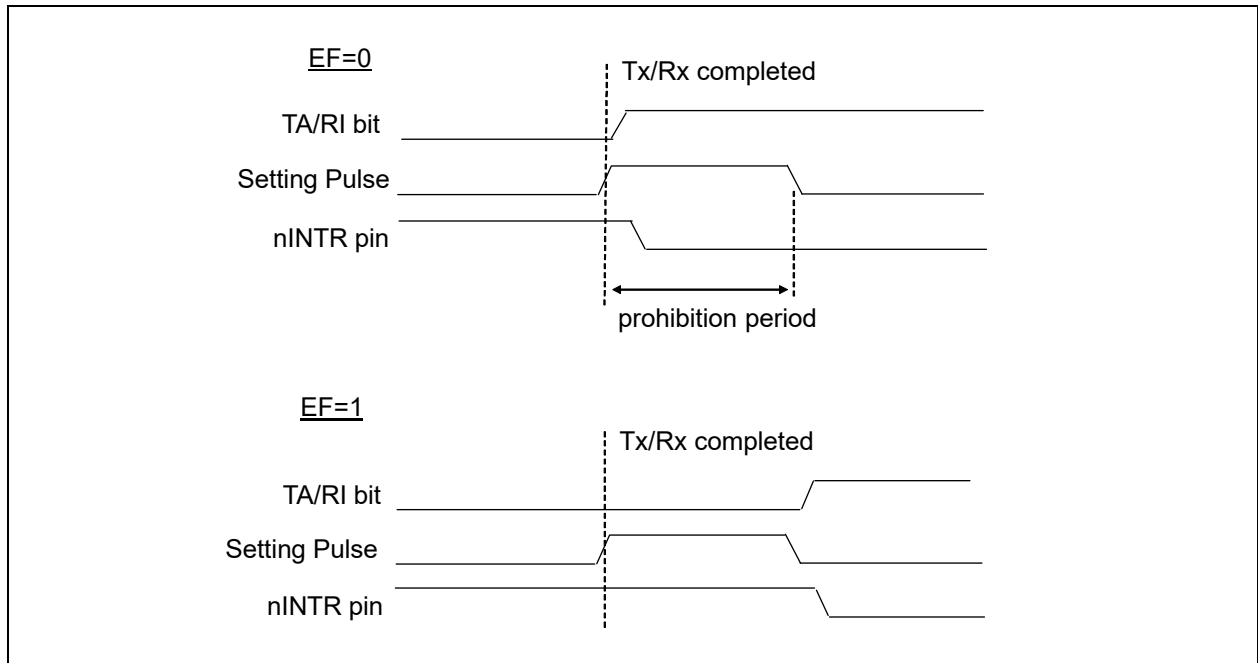 EF=0
Tx/Rx completed
TA/RI bit
Setting Pulse
nINTR pin
prohibition period
EF=1
Tx/Rx completed
TA/RI bit
Setting Pulse
nINTR pin